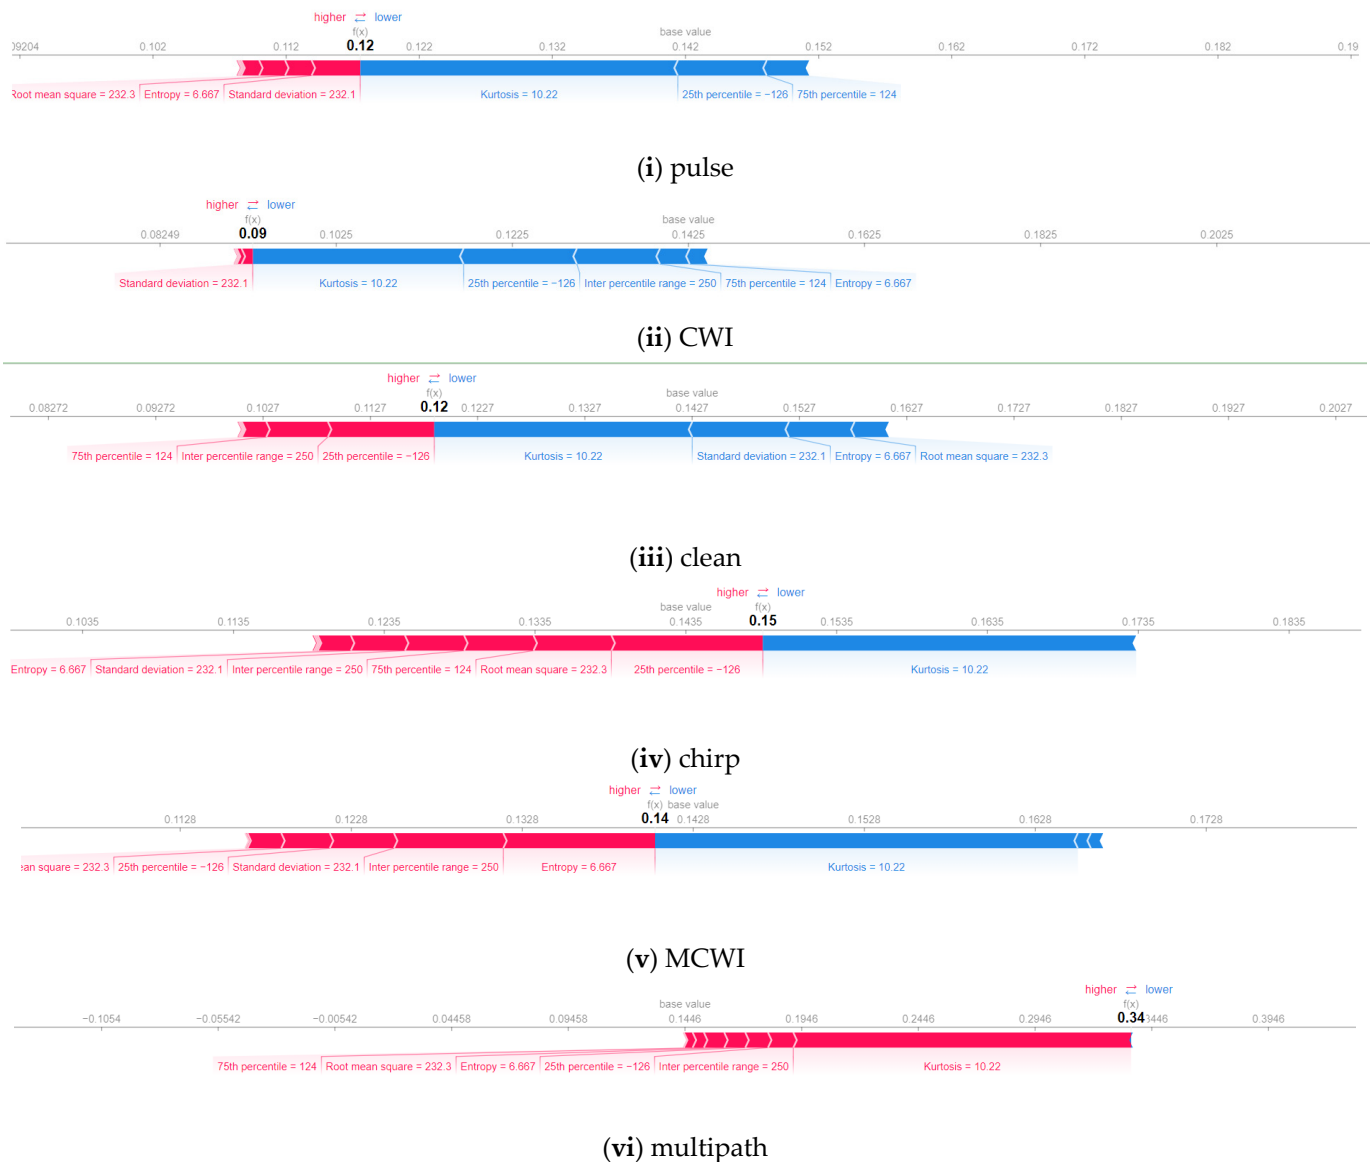 higher ⇄ lower
f(x) base value
0.12
09204 0.102 0.112 0.122 0.132 0.142 0.152 0.162 0.172 0.182 0.19
Root mean square = 232.3 Entropy = 6.667 Standard deviation = 232.1 Kurtosis = 10.22 25th percentile = −126 75th percentile = 124
(i) pulse
higher ⇄ lower
f(x) base value
0.09
0.08249 0.1025 0.1225 0.1425 0.1625 0.1825 0.2025
Standard deviation = 232.1 Kurtosis = 10.22 25th percentile = −126 Inter percentile range = 250 75th percentile = 124 Entropy = 6.667
(ii) CWI
higher ⇄ lower
f(x) base value
0.12
0.08272 0.09272 0.1027 0.1127 0.1227 0.1327 0.1427 0.1527 0.1627 0.1727 0.1827 0.1927 0.2027
75th percentile = 124 Inter percentile range = 250 25th percentile = −126 Kurtosis = 10.22 Standard deviation = 232.1 Entropy = 6.667 Root mean square = 232.3
(iii) clean
higher ⇄ lower
base value f(x)
0.15
0.1035 0.1135 0.1235 0.1335 0.1435 0.1535 0.1635 0.1735 0.1835
Entropy = 6.667 Standard deviation = 232.1 Inter percentile range = 250 75th percentile = 124 Root mean square = 232.3 25th percentile = −126 Kurtosis = 10.22
(iv) chirp
higher ⇄ lower
f(x) base value
0.14
0.1128 0.1228 0.1328 0.1428 0.1528 0.1628 0.1728
ean square = 232.3 25th percentile = −126 Standard deviation = 232.1 Inter percentile range = 250 Entropy = 6.667 Kurtosis = 10.22
(v) MCWI
higher ⇄ lower
base value f(x)
0.34
−0.1054 −0.05542 −0.00542 0.04458 0.09458 0.1446 0.1946 0.2446 0.2946 3446 0.3946
75th percentile = 124 Root mean square = 232.3 Entropy = 6.667 25th percentile = −126 Inter percentile range = 250 Kurtosis = 10.22
(vi) multipath